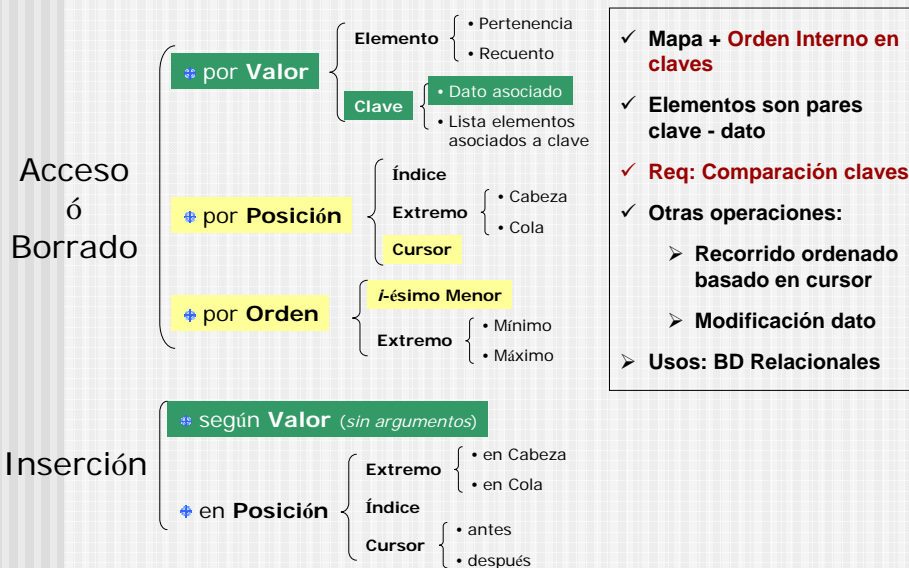 Acceso
ó
Borrado
por Valor
Elemento
• Pertenencia
• Recuento
Clave
• Dato asociado
• Lista elementos
asociados a clave
por Posición
Índice
Extremo
• Cabeza
• Cola
Cursor
por Orden
i-ésimo Menor
Extremo
• Mínimo
• Máximo
Inserción
según Valor (sin argumentos)
en Posición
Extremo
• en Cabeza
• en Cola
Índice
Cursor
• antes
• después
✓ Mapa + Orden Interno en
claves
✓ Elementos son pares
clave - dato
✓ Req: Comparación claves
✓ Otras operaciones:
➢ Recorrido ordenado
basado en cursor
➢ Modificación dato
➢ Usos: BD Relacionales